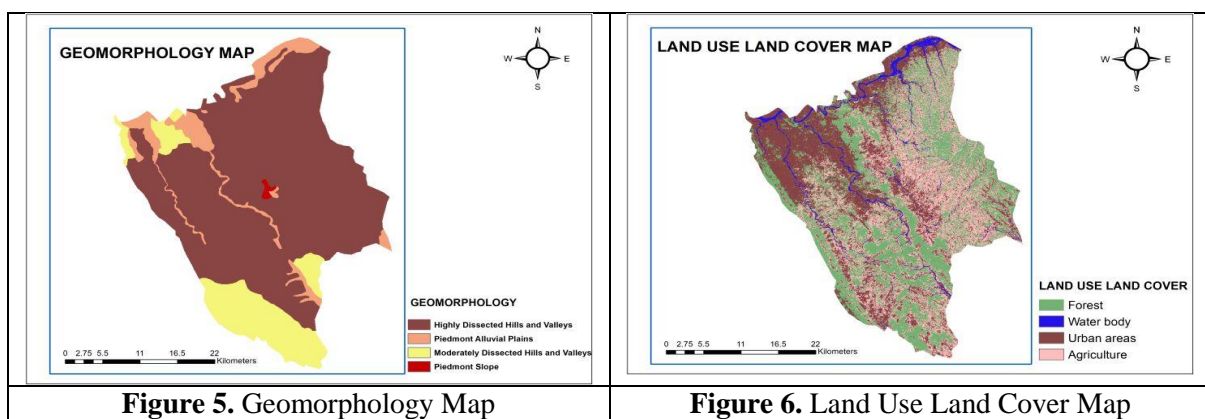 GEOMORPHOLOGY MAP
N
W E
S
GEOMORPHOLOGY
Highly Dissected Hills and Valleys
Piedmont Alluvial Plains
Moderately Dissected Hills and Valleys
Piedmont Slope
0 2.75 5.5 11 16.5 22
Kilometers
Figure 5. Geomorphology Map
LAND USE LAND COVER MAP
N
W E
S
LAND USE LAND COVER
Forest
Water body
Urban areas
Agriculture
0 2.75 5.5 11 16.5 22
Kilometers
Figure 6. Land Use Land Cover Map